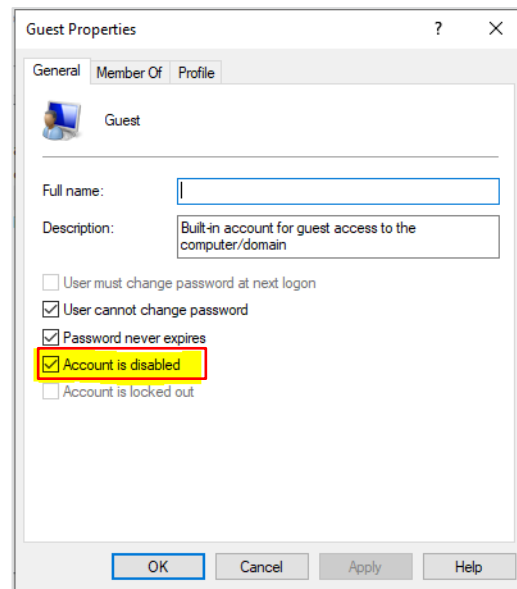 Guest Properties
?
General
Member Of
Profile
Guest
Full name:
Description:
Built-in account for guest access to the
computer/domain
User must change password at next logon
User cannot change password
Password never expires
Account is disabled
Account is locked out
OK
Cancel
Apply
Help